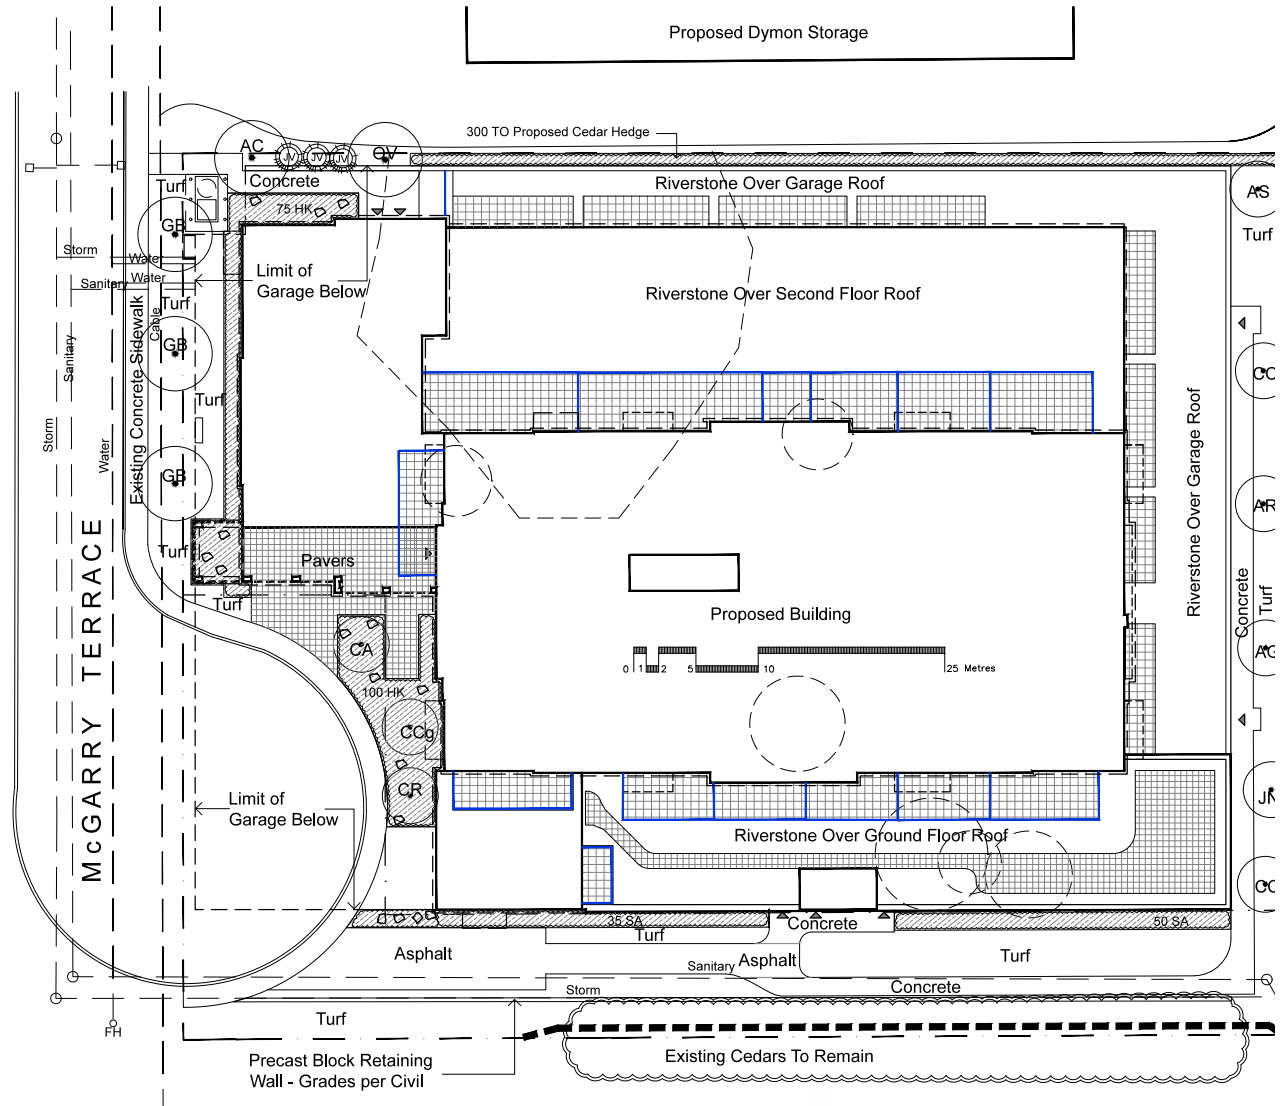 Proposed Dymon Storage
300 TO Proposed Cedar Hedge
AC
JV
JV
JV
OV
Turf
Concrete
Riverstone Over Garage Roof
AS
75 HK
GB
Turf
Storm
Water
Limit of
Garage Below
Sanitary
Water
Riverstone Over Second Floor Roof
Turf
Cable
GB
Sanitary
Existing Concrete Sidewalk
CC
Turf
Storm
Water
GB
Riverstone Over Garage Roof
AR
Turf
Pavers
McGARRY TERRACE
Turf
Proposed Building
Concrete
Turf
CA
AG
0 1 2 5 10 25 Metres
100 HK
CCg
CR
JN
Limit of
Garage Below
Riverstone Over Ground Floor Roof
CC
35 SA
Concrete
50 SA
Turf
Asphalt
Sanitary
Asphalt
Turf
Storm
Concrete
Turf
FH
Precast Block Retaining
Wall - Grades per Civil
Existing Cedars To Remain